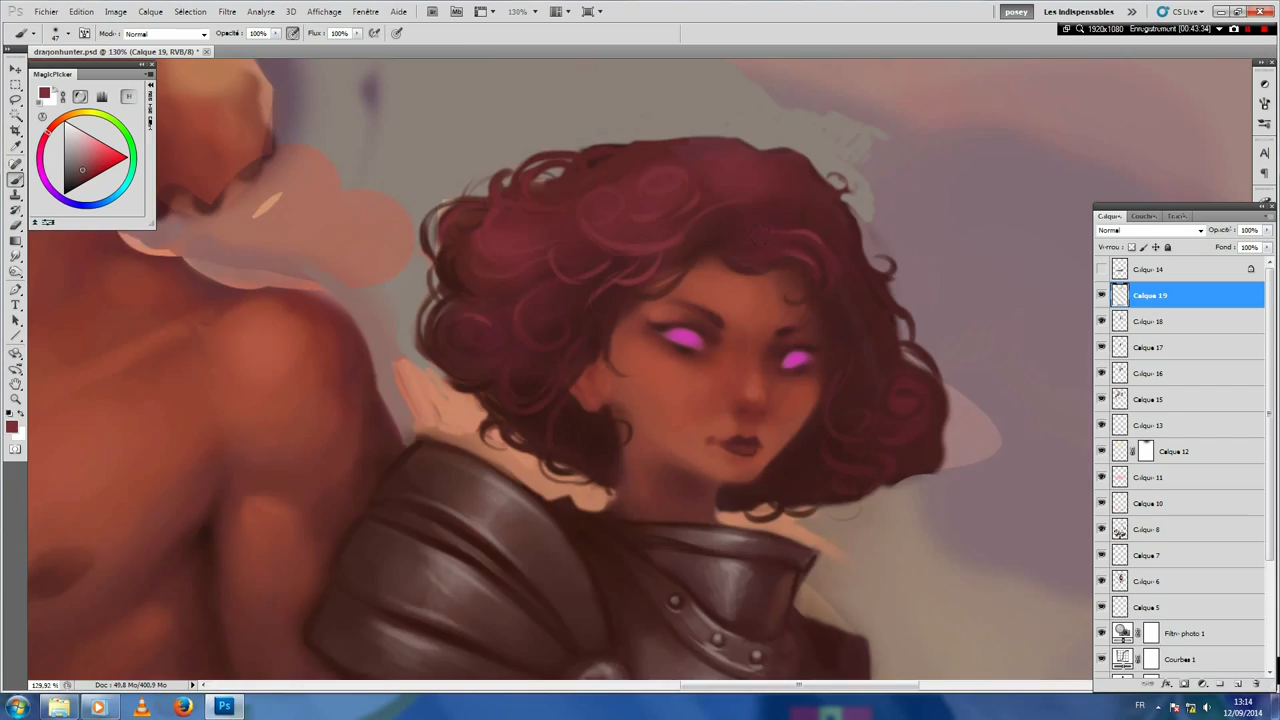 Ps Fichier Edition Image Calque Sélection Filtre Analyse 3D Affichage Fenêtre Aide Br Mb 130% posey Les Indispensables CS Live
47 Mode: Normal Opacité: 100% Flux: 100% 1920x1080 Enregistrement [00:43:34]
dragonhunter.psd @ 130% (Calque 19, RVB/8) *
MagicPicker
H
Normal Opacité: 100%
Verrou: Fond: 100%
Calque 14
Calque 19
Calque 18
Calque 17
Calque 16
Calque 15
Calque 13
Calque 12
Calque 11
Calque 10
Calque 8
Calque 7
Calque 6
Calque 5
Filtre photo 1
Courbes 1
129,92 % Doc : 49,8 Mo/400,9 Mo
FR 13:14
12/09/2014